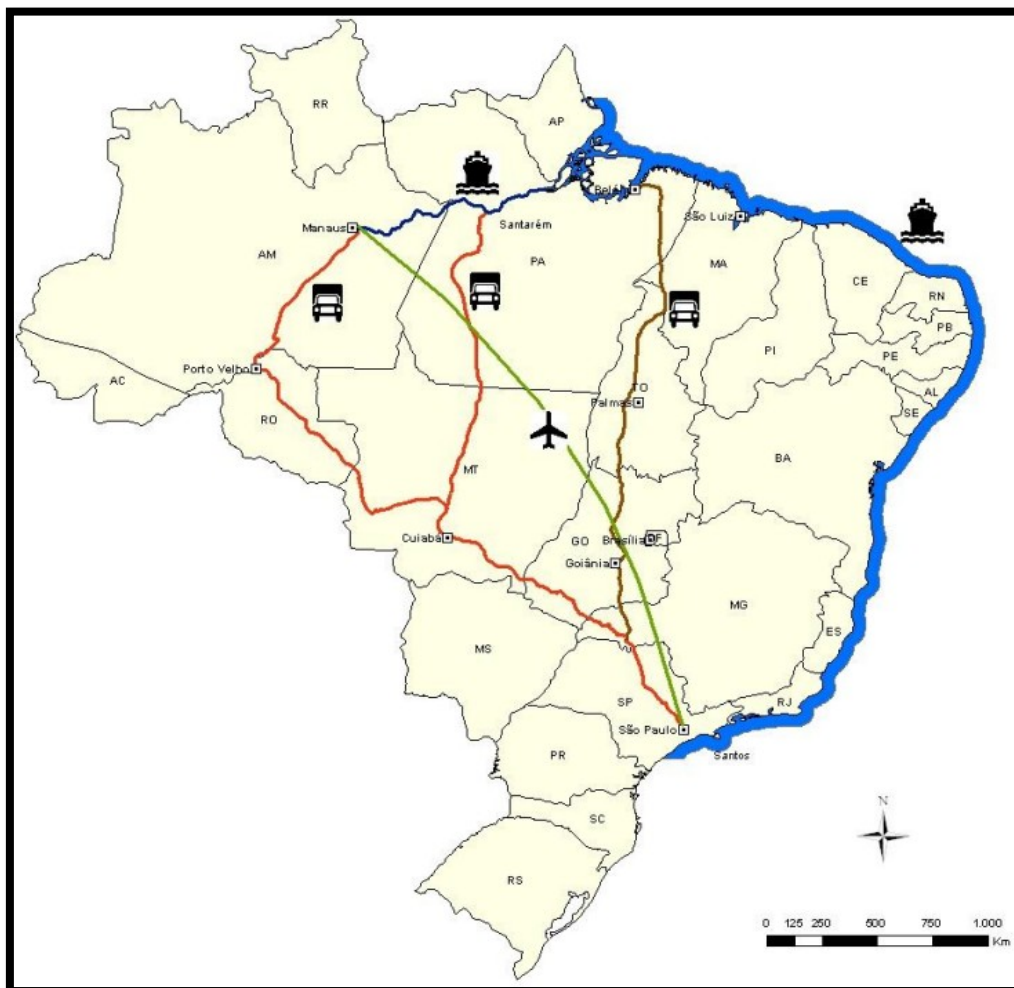 RR
AP
Belém
Santarém
São Luiz
Manaus
AM
PA
MA
CE
RN
PB
PI
PE
Porto Velho
AC
TO
Palmas
AL
SE
RO
BA
MT
Cuiabá
GO
Brasília
DF
Goiânia
MG
MS
ES
SP
RJ
São Paulo
Santos
PR
SC
RS
N
0 125 250 500 750 1.000
Km